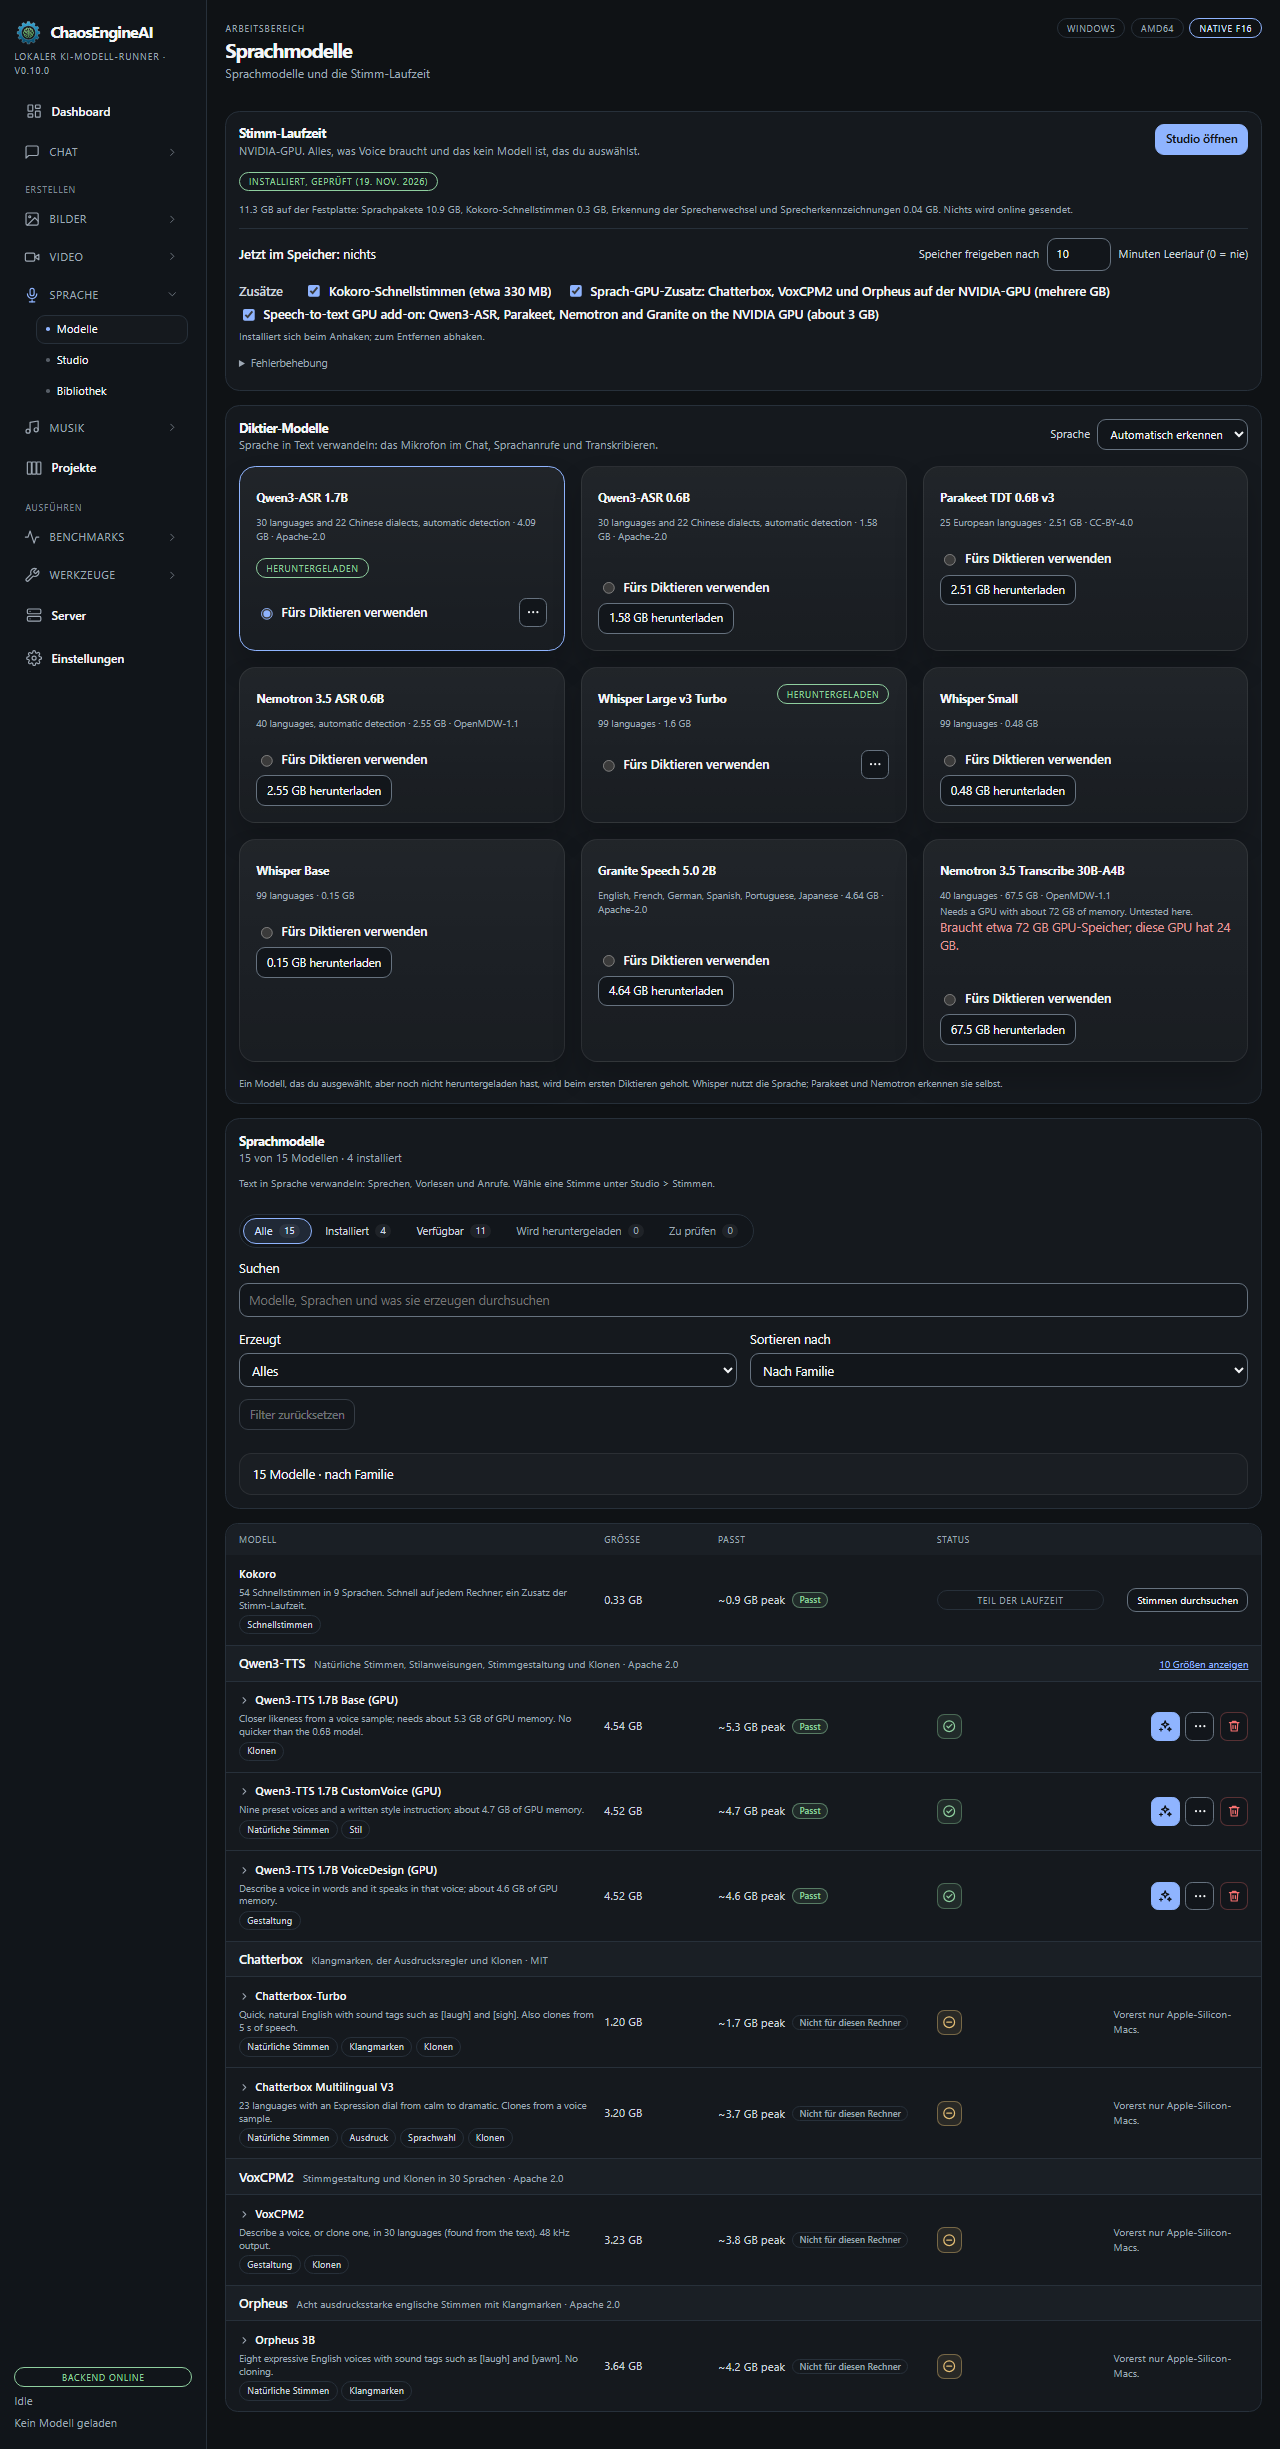 ChaosEngineAI
LOKALER KI-MODELL-RUNNER ·
V0.10.0
Dashboard
CHAT
ERSTELLEN
BILDER
VIDEO
SPRACHE
Modelle
Studio
Bibliothek
MUSIK
Projekte
AUSFÜHREN
BENCHMARKS
WERKZEUGE
Server
Einstellungen
BACKEND ONLINE
Idle
Kein Modell geladen
ARBEITSBEREICH
Sprachmodelle
Sprachmodelle und die Stimm-Laufzeit
WINDOWS AMD64 NATIVE F16
Stimm-Laufzeit
NVIDIA-GPU. Alles, was Voice braucht und das kein Modell ist, das du auswählst.
Studio öffnen
INSTALLIERT, GEPRÜFT (19. NOV. 2026)
11.3 GB auf der Festplatte: Sprachpakete 10.9 GB, Kokoro-Schnellstimmen 0.3 GB, Erkennung der Sprecherwechsel und Sprecherkennzeichnungen 0.04 GB. Nichts wird online gesendet.
Jetzt im Speicher: nichts
Speicher freigeben nach 10 Minuten Leerlauf (0 = nie)
Zusätze Kokoro-Schnellstimmen (etwa 330 MB) Sprach-GPU-Zusatz: Chatterbox, VoxCPM2 und Orpheus auf der NVIDIA-GPU (mehrere GB)
Speech-to-text GPU add-on: Qwen3-ASR, Parakeet, Nemotron and Granite on the NVIDIA GPU (about 3 GB)
Installiert sich beim Anhaken; zum Entfernen abhaken.
Fehlerbehebung
Diktier-Modelle
Sprache in Text verwandeln: das Mikrofon im Chat, Sprachanrufe und Transkribieren.
Sprache Automatisch erkennen
Qwen3-ASR 1.7B
30 languages and 22 Chinese dialects, automatic detection · 4.09
GB · Apache-2.0
HERUNTERGELADEN
Fürs Diktieren verwenden ···
Qwen3-ASR 0.6B
30 languages and 22 Chinese dialects, automatic detection · 1.58
GB · Apache-2.0
Fürs Diktieren verwenden
1.58 GB herunterladen
Parakeet TDT 0.6B v3
25 European languages · 2.51 GB · CC-BY-4.0
Fürs Diktieren verwenden
2.51 GB herunterladen
Nemotron 3.5 ASR 0.6B
40 languages, automatic detection · 2.55 GB · OpenMDW-1.1
Fürs Diktieren verwenden
2.55 GB herunterladen
Whisper Large v3 Turbo HERUNTERGELADEN
99 languages · 1.6 GB
Fürs Diktieren verwenden ···
Whisper Small
99 languages · 0.48 GB
Fürs Diktieren verwenden
0.48 GB herunterladen
Whisper Base
99 languages · 0.15 GB
Fürs Diktieren verwenden
0.15 GB herunterladen
Granite Speech 5.0 2B
English, French, German, Spanish, Portuguese, Japanese · 4.64 GB ·
Apache-2.0
Fürs Diktieren verwenden
4.64 GB herunterladen
Nemotron 3.5 Transcribe 30B-A4B
40 languages · 67.5 GB · OpenMDW-1.1
Needs a GPU with about 72 GB of memory. Untested here.
Braucht etwa 72 GB GPU-Speicher; diese GPU hat 24
GB.
Fürs Diktieren verwenden
67.5 GB herunterladen
Ein Modell, das du ausgewählt, aber noch nicht heruntergeladen hast, wird beim ersten Diktieren geholt. Whisper nutzt die Sprache; Parakeet und Nemotron erkennen sie selbst.
Sprachmodelle
15 von 15 Modellen · 4 installiert
Text in Sprache verwandeln: Sprechen, Vorlesen und Anrufe. Wähle eine Stimme unter Studio > Stimmen.
Alle 15 Installiert 4 Verfügbar 11 Wird heruntergeladen 0 Zu prüfen 0
Suchen
Modelle, Sprachen und was sie erzeugen durchsuchen
Erzeugt
Alles
Sortieren nach
Nach Familie
Filter zurücksetzen
15 Modelle · nach Familie
MODELL GRÖSSE PASST STATUS
Kokoro
54 Schnellstimmen in 9 Sprachen. Schnell auf jedem Rechner; ein Zusatz der
Stimm-Laufzeit.
Schnellstimmen
0.33 GB ~0.9 GB peak Passt TEIL DER LAUFZEIT Stimmen durchsuchen
Qwen3-TTS Natürliche Stimmen, Stilanweisungen, Stimmgestaltung und Klonen · Apache 2.0 10 Größen anzeigen
Qwen3-TTS 1.7B Base (GPU)
Closer likeness from a voice sample; needs about 5.3 GB of GPU memory. No
quicker than the 0.6B model.
Klonen
4.54 GB ~5.3 GB peak Passt ···
Qwen3-TTS 1.7B CustomVoice (GPU)
Nine preset voices and a written style instruction; about 4.7 GB of GPU memory.
Natürliche Stimmen Stil
4.52 GB ~4.7 GB peak Passt ···
Qwen3-TTS 1.7B VoiceDesign (GPU)
Describe a voice in words and it speaks in that voice; about 4.6 GB of GPU
memory.
Gestaltung
4.52 GB ~4.6 GB peak Passt ···
Chatterbox Klangmarken, der Ausdrucksregler und Klonen · MIT
Chatterbox-Turbo
Quick, natural English with sound tags such as [laugh] and [sigh]. Also clones from
5 s of speech.
Natürliche Stimmen Klangmarken Klonen
1.20 GB ~1.7 GB peak Nicht für diesen Rechner
Vorerst nur Apple-Silicon-
Macs.
Chatterbox Multilingual V3
23 languages with an Expression dial from calm to dramatic. Clones from a voice
sample.
Natürliche Stimmen Ausdruck Sprachwahl Klonen
3.20 GB ~3.7 GB peak Nicht für diesen Rechner
Vorerst nur Apple-Silicon-
Macs.
VoxCPM2 Stimmgestaltung und Klonen in 30 Sprachen · Apache 2.0
VoxCPM2
Describe a voice, or clone one, in 30 languages (found from the text). 48 kHz
output.
Gestaltung Klonen
3.23 GB ~3.8 GB peak Nicht für diesen Rechner
Vorerst nur Apple-Silicon-
Macs.
Orpheus Acht ausdrucksstarke englische Stimmen mit Klangmarken · Apache 2.0
Orpheus 3B
Eight expressive English voices with sound tags such as [laugh] and [yawn]. No
cloning.
Natürliche Stimmen Klangmarken
3.64 GB ~4.2 GB peak Nicht für diesen Rechner
Vorerst nur Apple-Silicon-
Macs.